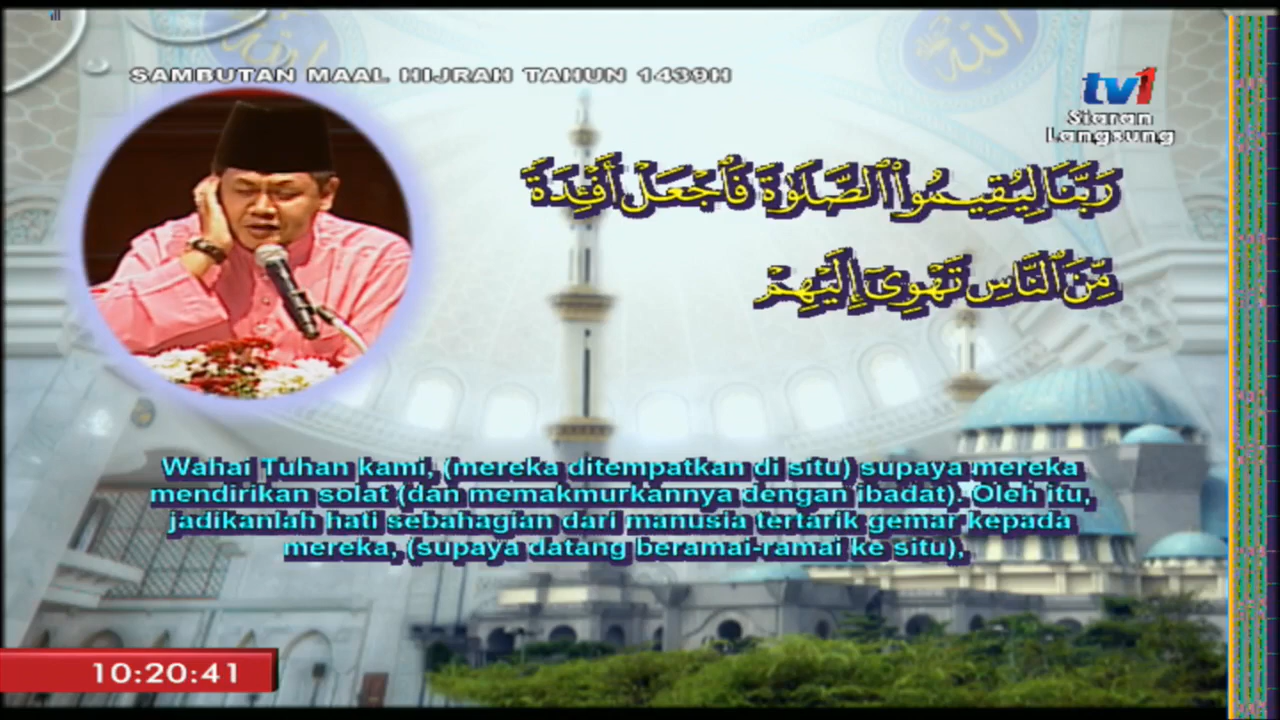 SAMBUTAN MAAL HIJRAH TAHUN 1439H
tv1
Siaran
Langsung
رَبَّنَا لِيُقِيمُوا۟ ٱلصَّلَوٰةَ فَٱجْعَلْ أَفْـِٔدَةً
مِّنَ ٱلنَّاسِ تَهْوِىٓ إِلَيْهِمْ
Wahai Tuhan kami, (mereka ditempatkan di situ) supaya mereka
mendirikan solat (dan memakmurkannya dengan ibadat). Oleh itu,
jadikanlah hati sebahagian dari manusia tertarik gemar kepada
mereka, (supaya datang beramai-ramai ke situ),
10:20:41